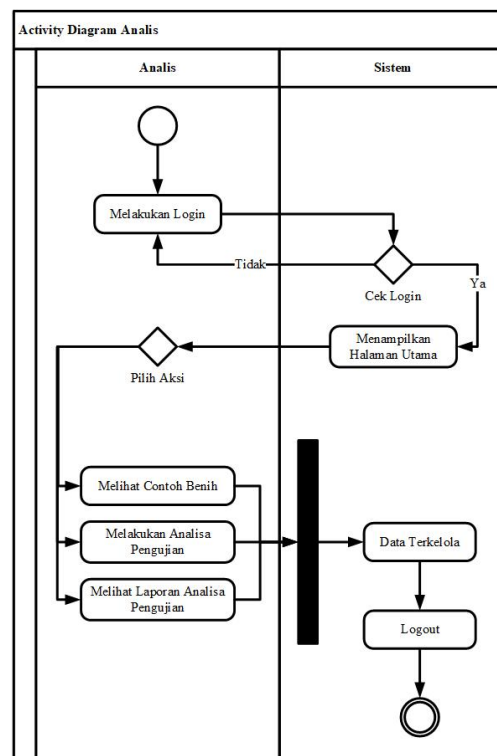 Activity Diagram Analis
Analis
Sistem
Melakukan Login
Tidak
Cek Login
Ya
Menampilkan
Halaman Utama
Pilih Aksi
Melihat Contoh Benih
Melakukan Analisa
Pengujian
Data Terkelola
Melihat Laporan Analisa
Pengujian
Logout